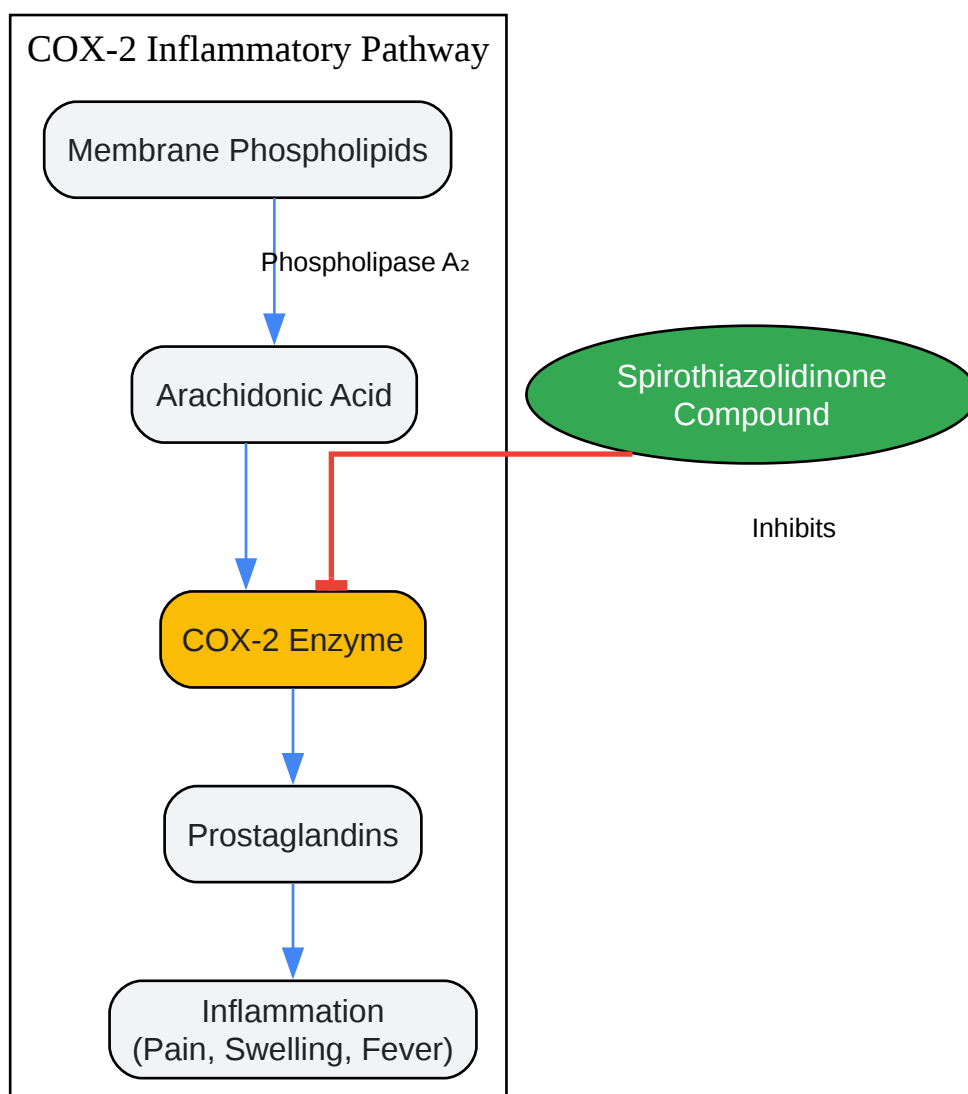 COX-2 Inflammatory Pathway
Membrane Phospholipids
Phospholipase A₂
Arachidonic Acid
Spirothiazolidinone
Compound
Inhibits
COX-2 Enzyme
Prostaglandins
Inflammation
(Pain, Swelling, Fever)